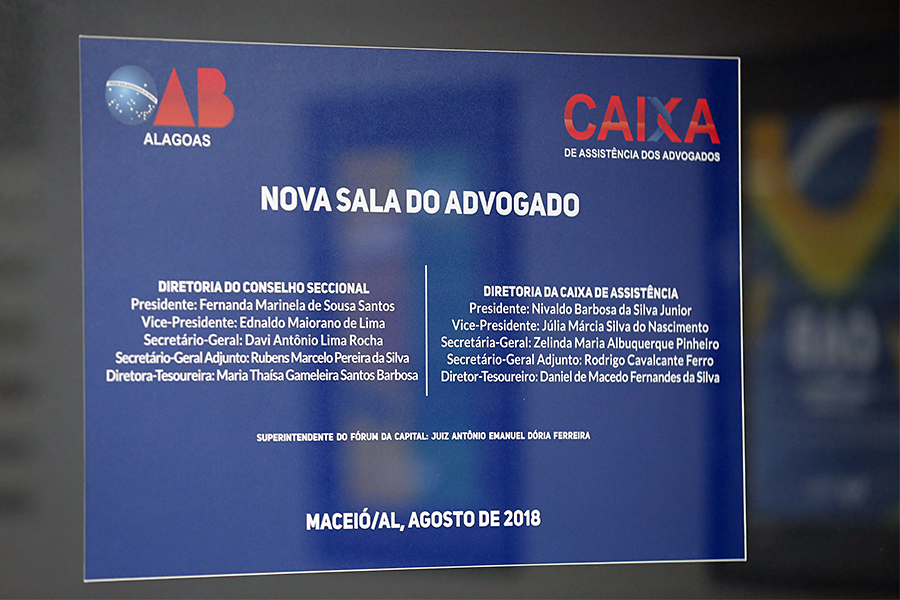 OAB
ALAGOAS
CAIXA
DE ASSISTÊNCIA DOS ADVOGADOS
NOVA SALA DO ADVOGADO
DIRETORIA DO CONSELHO SECCIONAL
Presidente: Fernanda Marinela de Sousa Santos
Vice-Presidente: Ednaldo Maiorano de Lima
Secretário-Geral: Davi Antônio Lima Rocha
Secretário-Geral Adjunto: Rubens Marcelo Pereira da Silva
Diretora-Tesoureira: Maria Thaísa Gameleira Santos Barbosa
DIRETORIA DA CAIXA DE ASSISTÊNCIA
Presidente: Nivaldo Barbosa da Silva Junior
Vice-Presidente: Júlia Márcia Silva do Nascimento
Secretária-Geral: Zelinda Maria Albuquerque Pinheiro
Secretário-Geral Adjunto: Rodrigo Cavalcante Ferro
Diretor-Tesoureiro: Daniel de Macedo Fernandes da Silva
SUPERINTENDENTE DO FÓRUM DA CAPITAL: JUIZ ANTÔNIO EMANUEL DÓRIA FERREIRA
MACEIÓ/AL, AGOSTO DE 2018